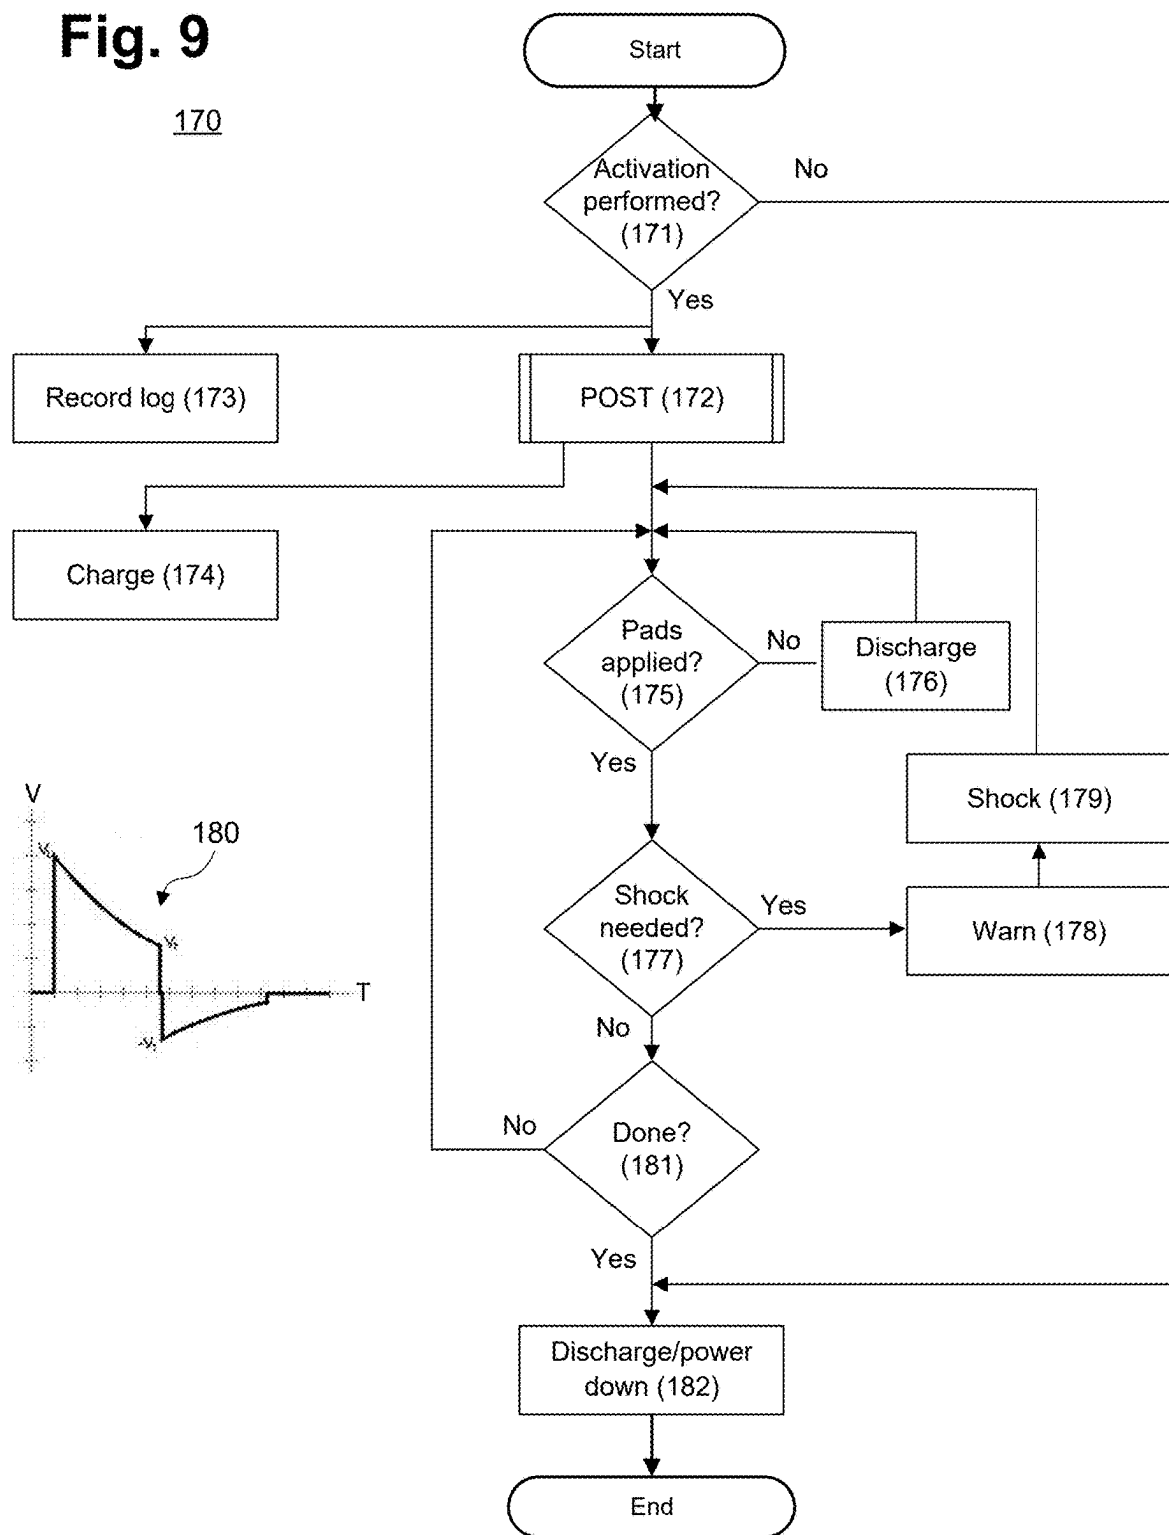 Fig. 9
170
Start
Activation
performed?
(171)
No
Yes
Record log (173)
POST (172)
Charge (174)
Pads
applied?
(175)
No
Discharge
(176)
Yes
Shock (179)
V
180
Shock
needed?
(177)
Yes
Warn (178)
T
No
Done?
(181)
No
Yes
Discharge/power
down (182)
End